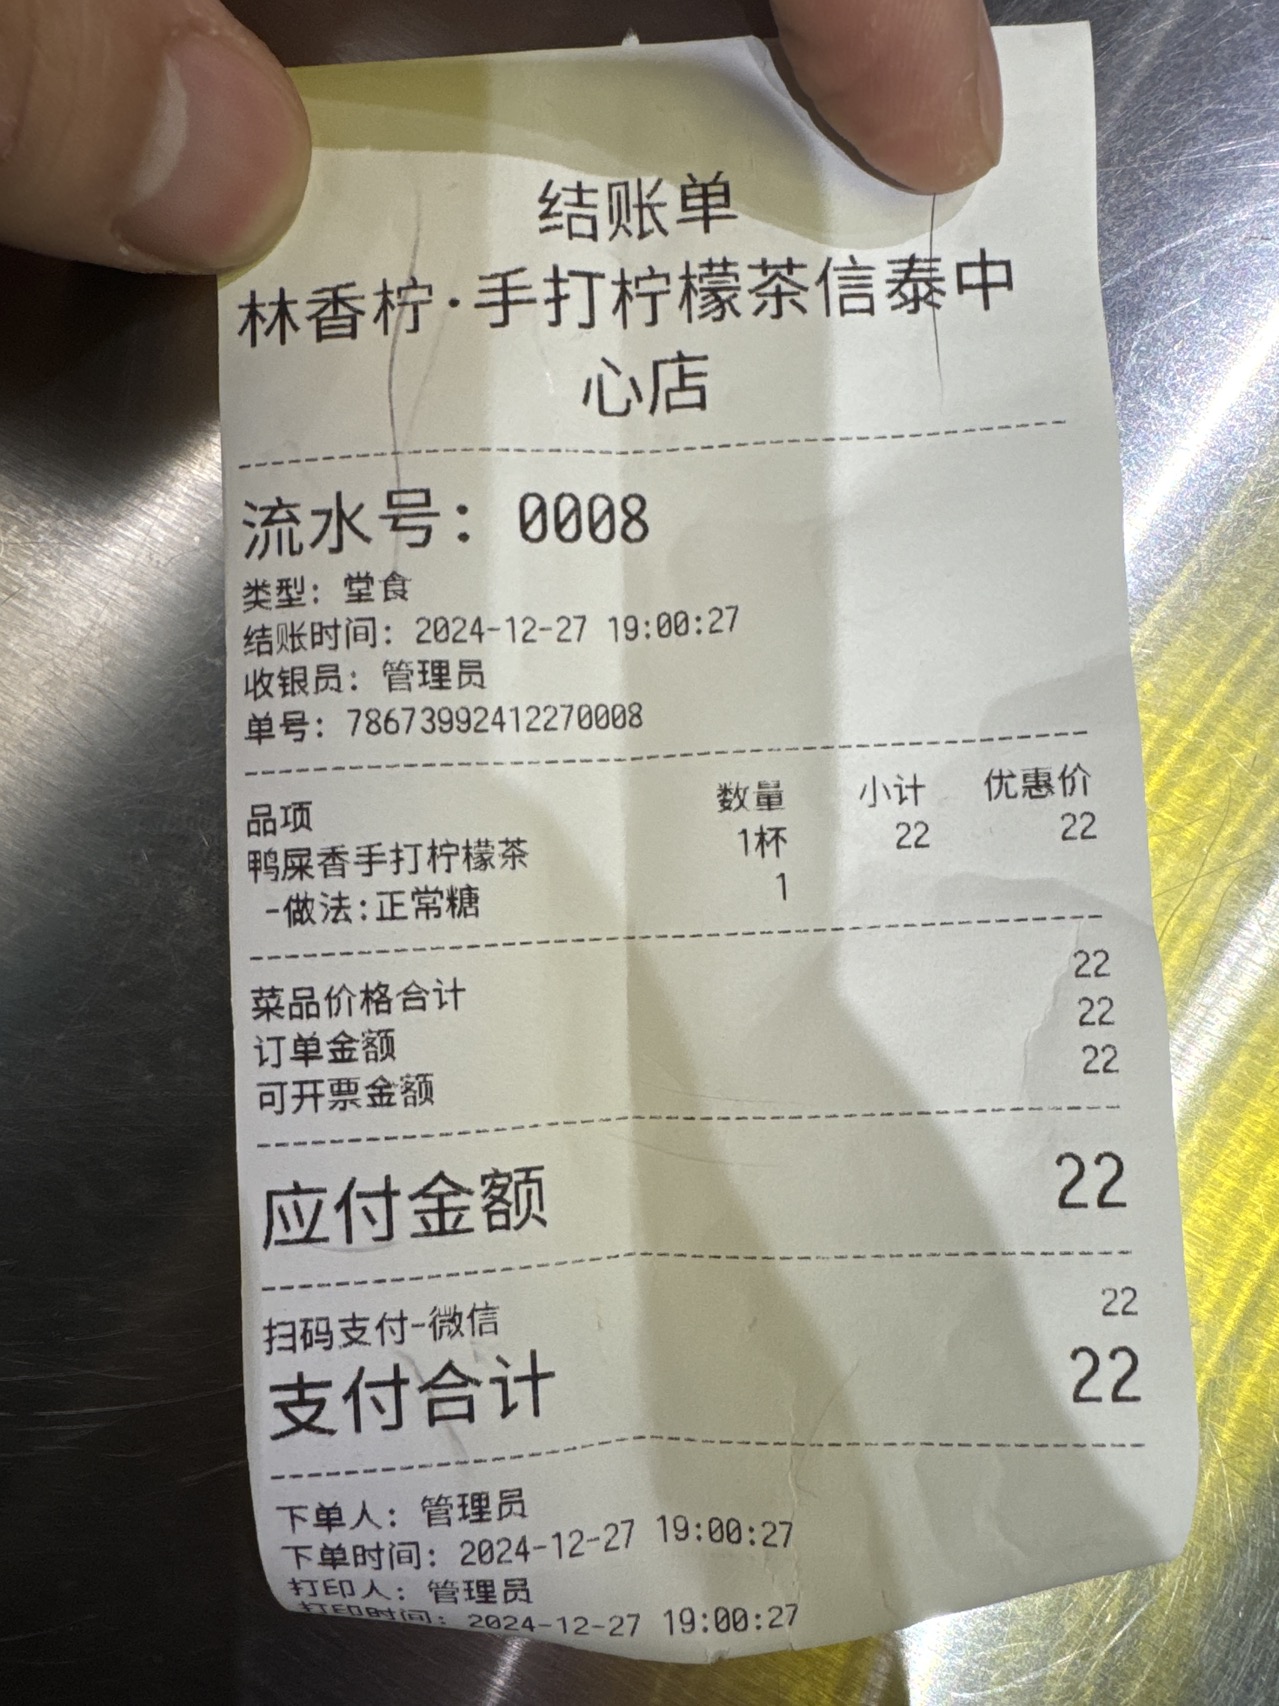 结账单
林香柠·手打柠檬茶信泰中
心店
流水号: 0008
类型: 堂食
结账时间: 2024-12-27 19:00:27
收银员: 管理员
单号: 78673992412270008
品项 数量 小计 优惠价
鸭屎香手打柠檬茶 1杯 22 22
-做法:正常糖 1
菜品价格合计 22
订单金额 22
可开票金额 22
应付金额 22
扫码支付-微信 22
支付合计 22
下单人: 管理员
下单时间: 2024-12-27 19:00:27
打印人: 管理员
打印时间: 2024-12-27 19:00:27